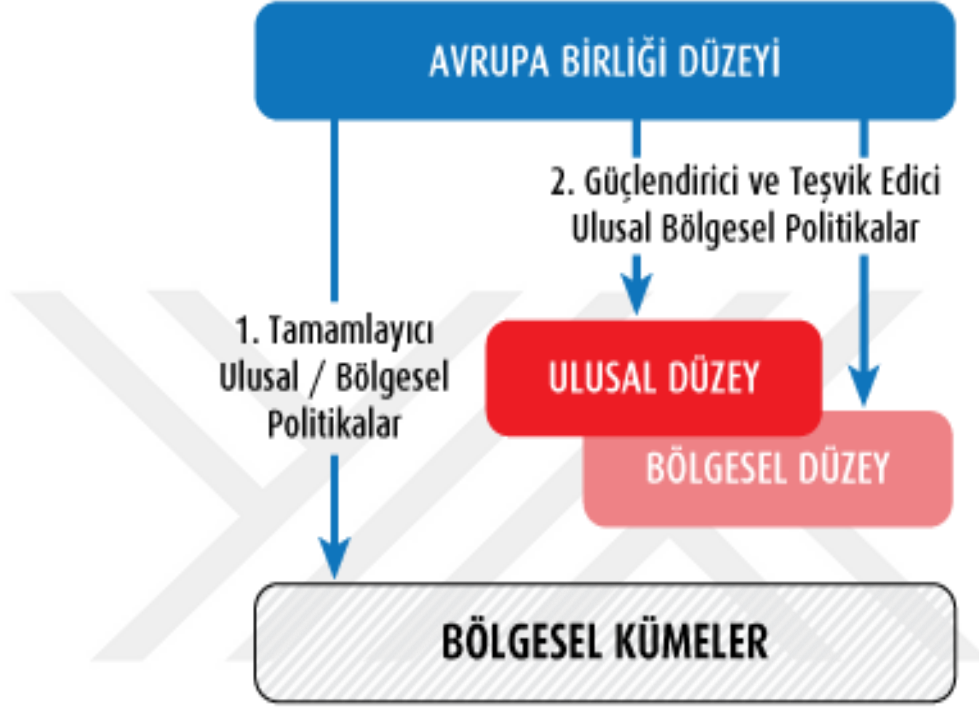 AVRUPA BİRLİĞİ DÜZEYİ
2. Güçlendirici ve Teşvik Edici
Ulusal Bölgesel Politikalar
1. Tamamlayıcı
Ulusal / Bölgesel
Politikalar
ULUSAL DÜZEY
BÖLGESEL DÜZEY
BÖLGESEL KÜMELER